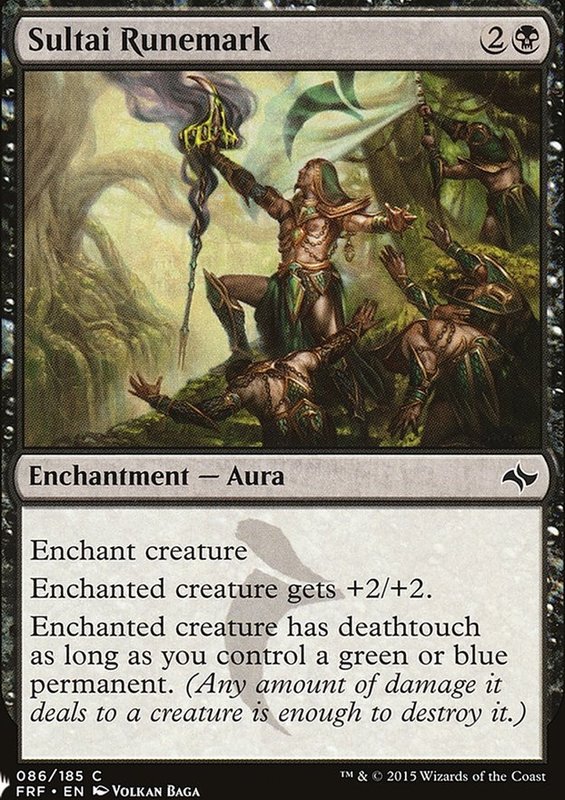 Sultai Runemark 2
Enchantment — Aura
Enchant creature
Enchanted creature gets +2/+2.
Enchanted creature has deathtouch
as long as you control a green or blue
permanent. (Any amount of damage it
deals to a creature is enough to destroy it.)
086/185 C
FRF • EN Volkan Baga
™ & © 2015 Wizards of the Coast